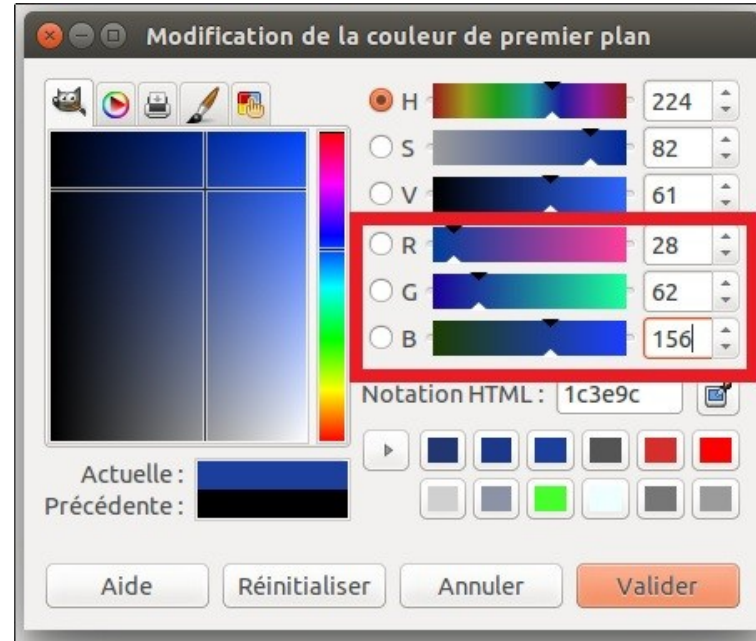 Modification de la couleur de premier plan
H 224
S 82
V 61
R 28
G 62
B 156
Notation HTML : 1c3e9c
Actuelle :
Précédente :
Aide Réinitialiser Annuler Valider